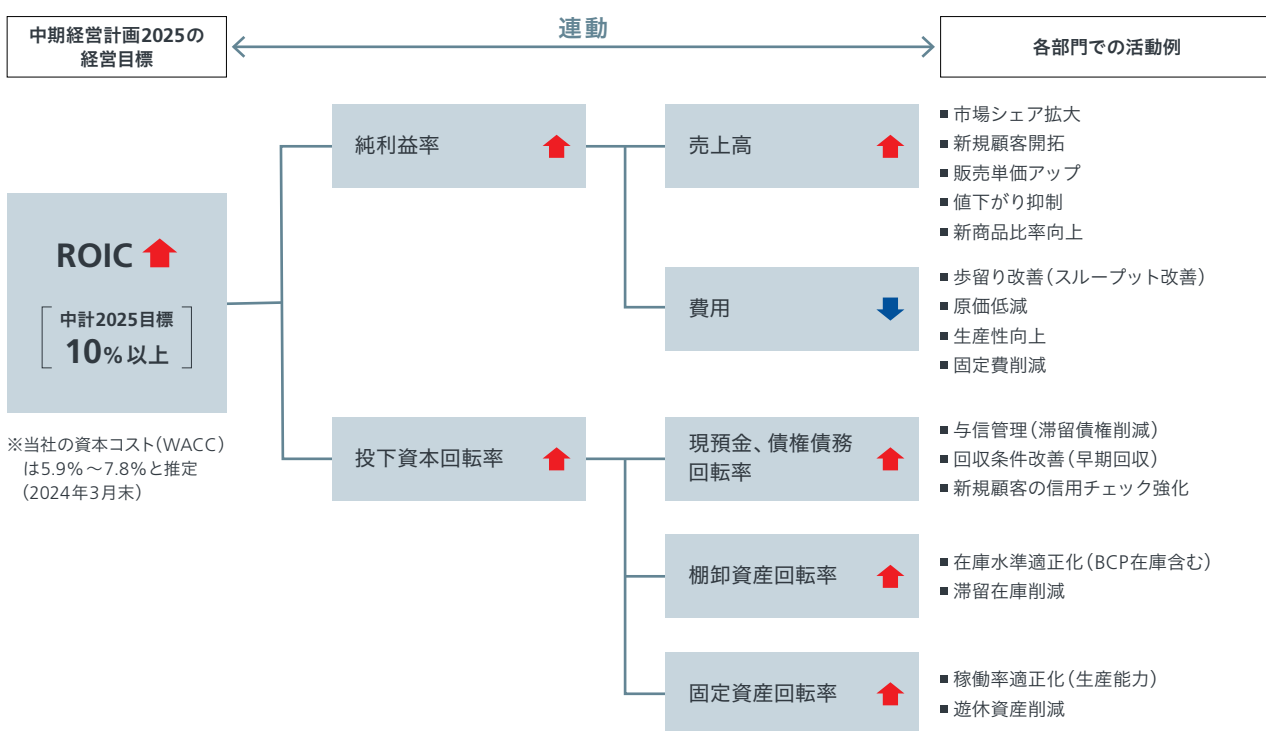 中期経営計画2025の
経営目標
連動
各部門での活動例
ROIC
中計2025目標
10%以上
※当社の資本コスト(WACC)
は5.9%～7.8%と推定
(2024年3月末)
純利益率
売上高
■ 市場シェア拡大
■ 新規顧客開拓
■ 販売単価アップ
■ 値下がり抑制
■ 新商品比率向上
費用
■ 歩留り改善(スループット改善)
■ 原価低減
■ 生産性向上
■ 固定費削減
投下資本回転率
現預金、債権債務
回転率
■ 与信管理(滞留債権削減)
■ 回収条件改善(早期回収)
■ 新規顧客の信用チェック強化
棚卸資産回転率
■ 在庫水準適正化(BCP在庫含む)
■ 滞留在庫削減
固定資産回転率
■ 稼働率適正化(生産能力)
■ 遊休資産削減